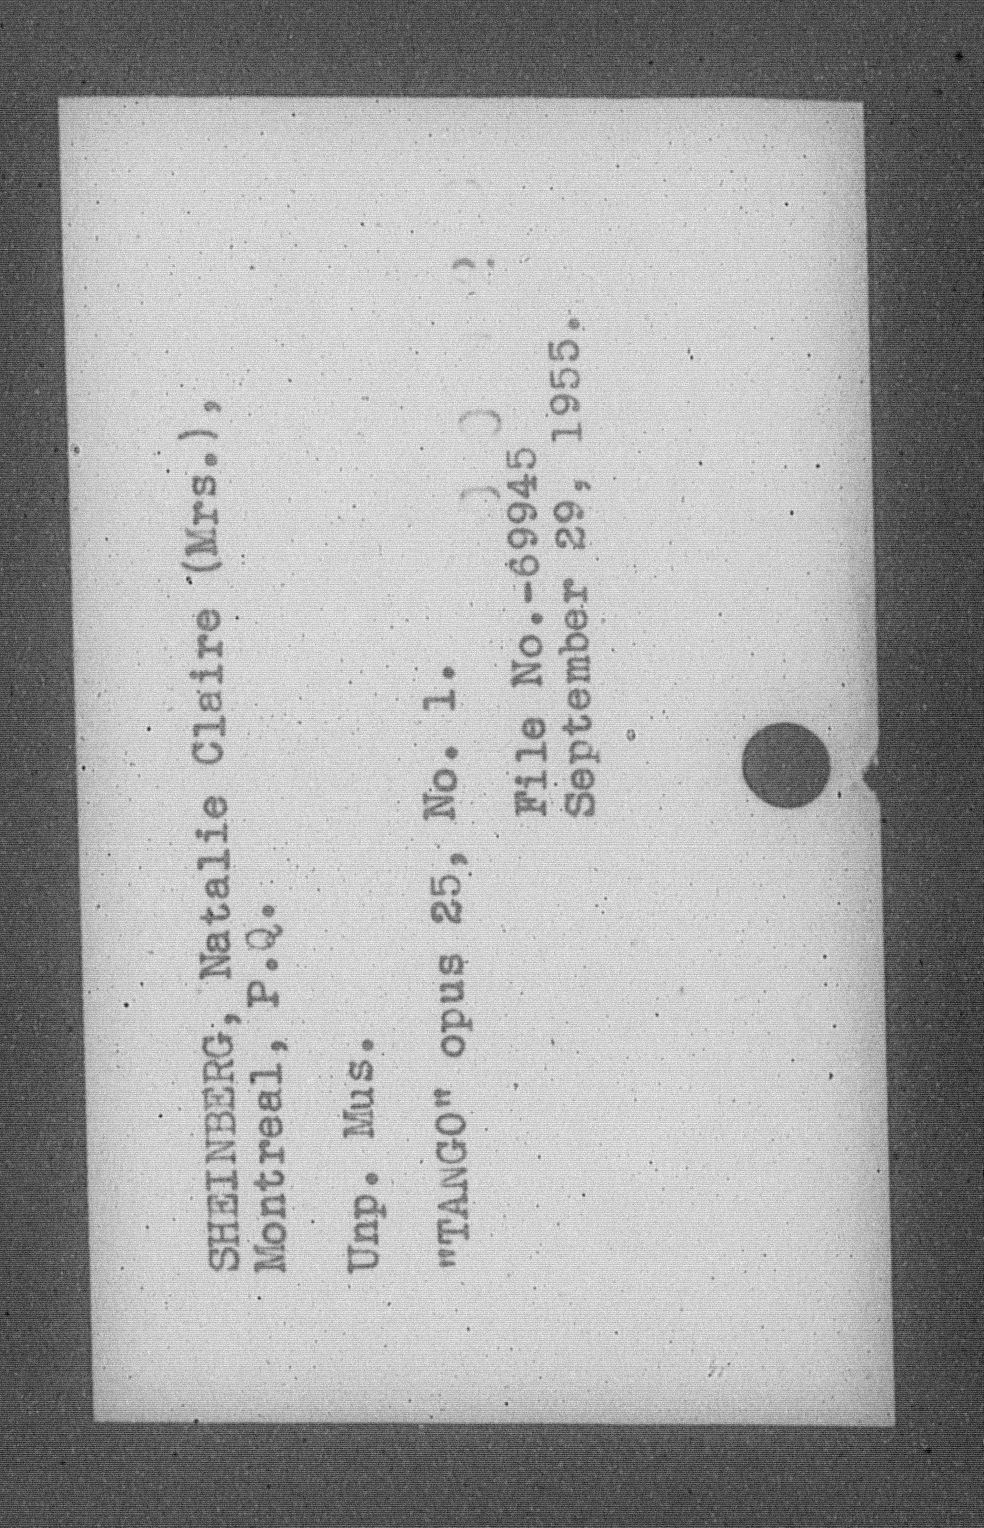 SHEINBERG, Natalie Claire (Mrs.),
Montreal, P.Q.
Unp. Mus.
"TANGO" opus 25, No. 1.
File No.-69945
September 29, 1955.